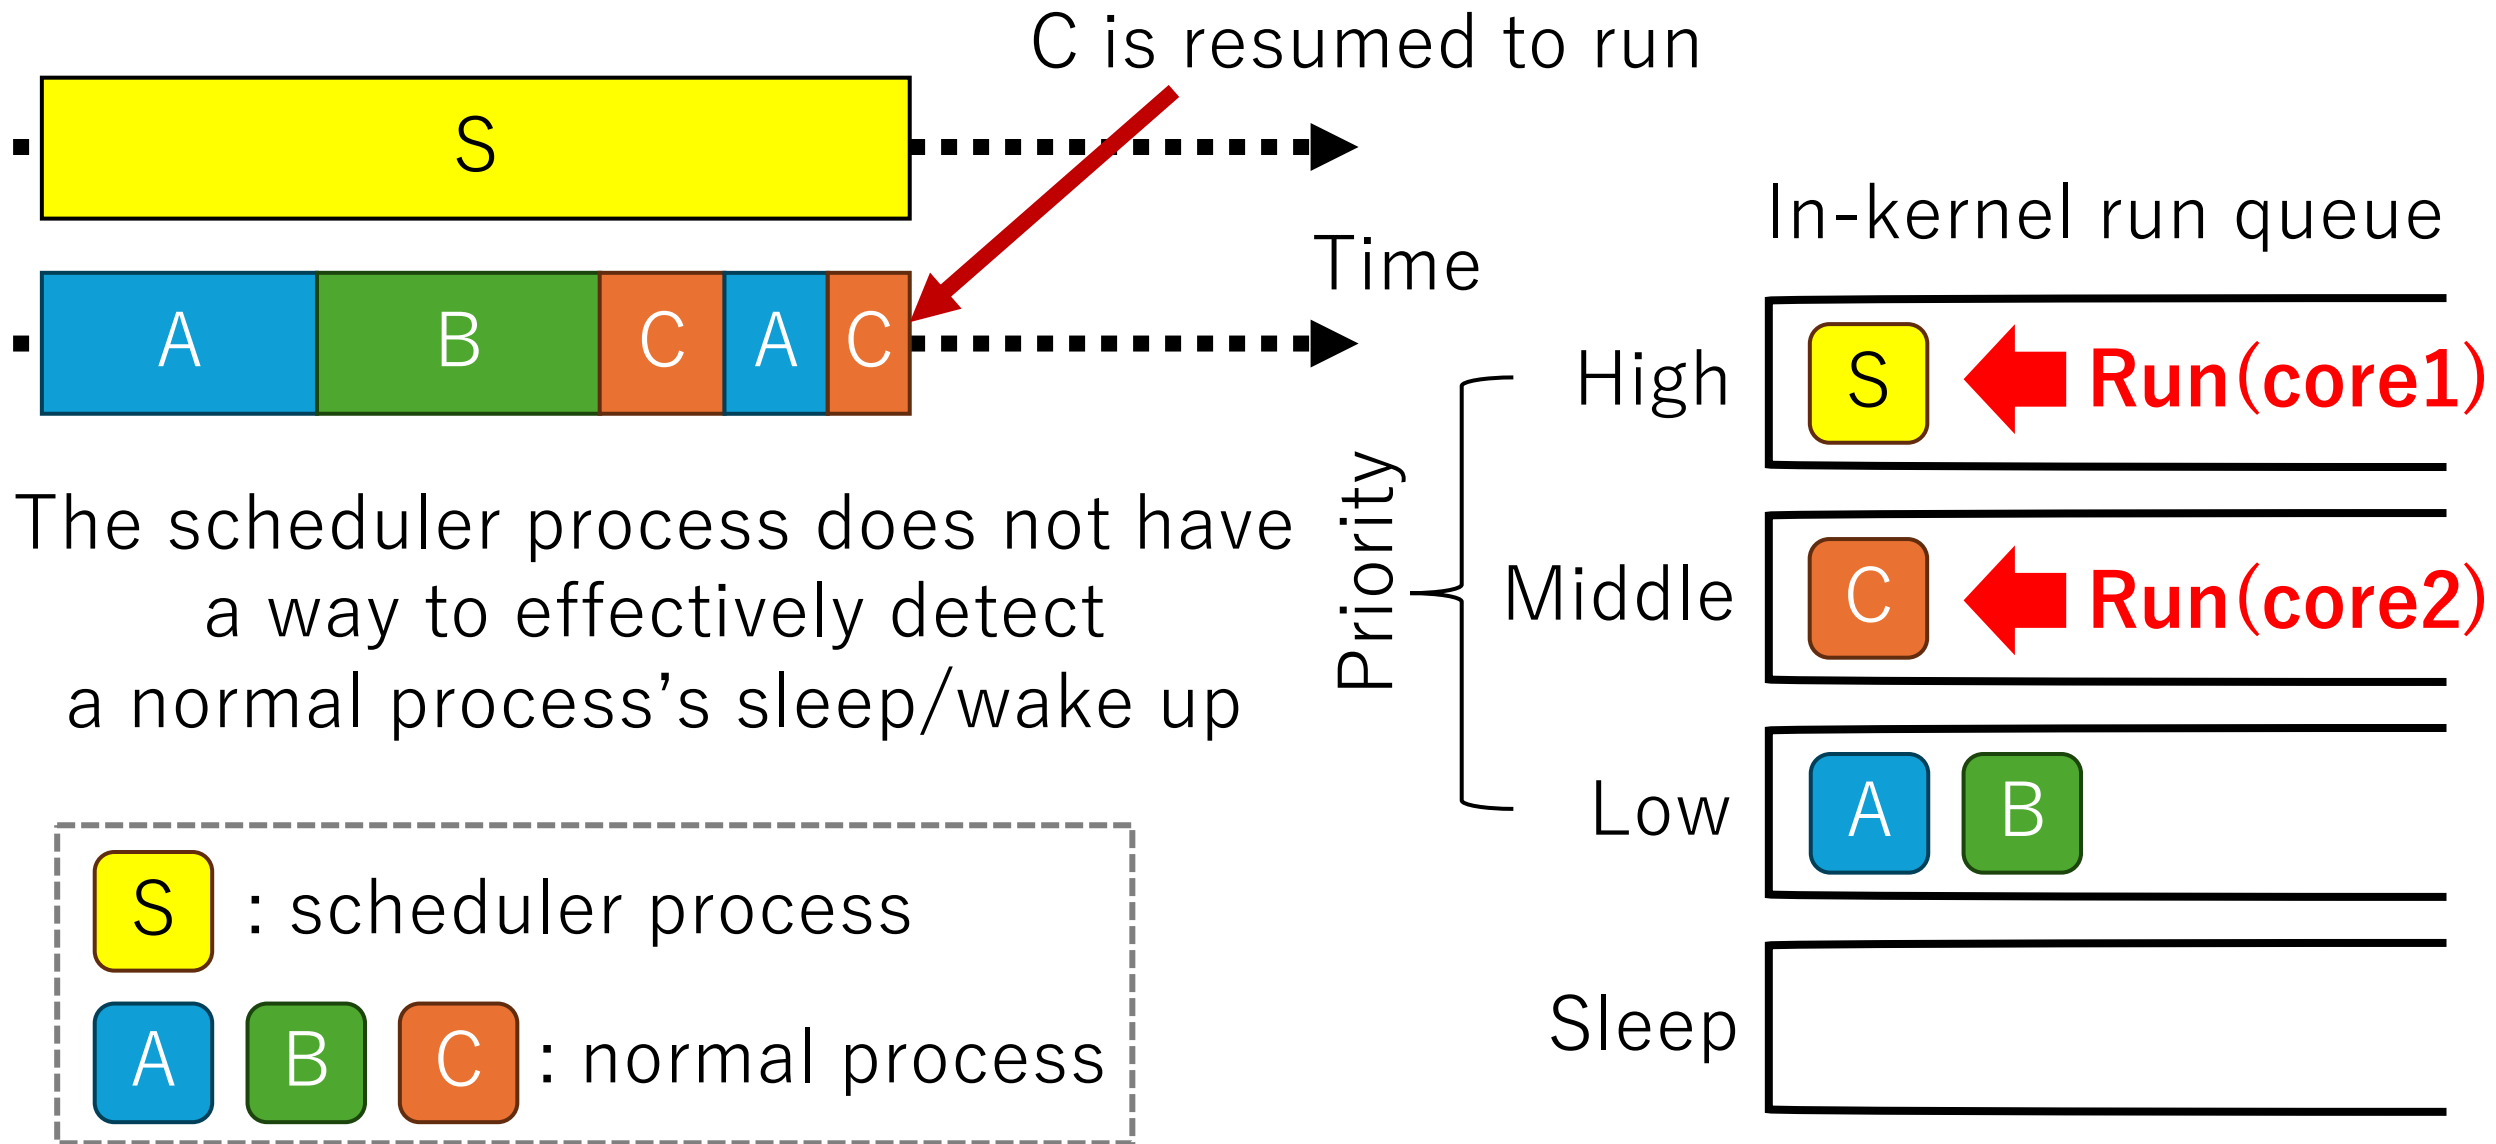 C is resumed to run
S
Time
A B C A C
The scheduler process does not have
a way to effectively detect
a normal process’s sleep/wake up
S : scheduler process
A B C : normal process
In-kernel run queue
Priority
High S Run (core1)
Middle C Run (core2)
Low A B
Sleep